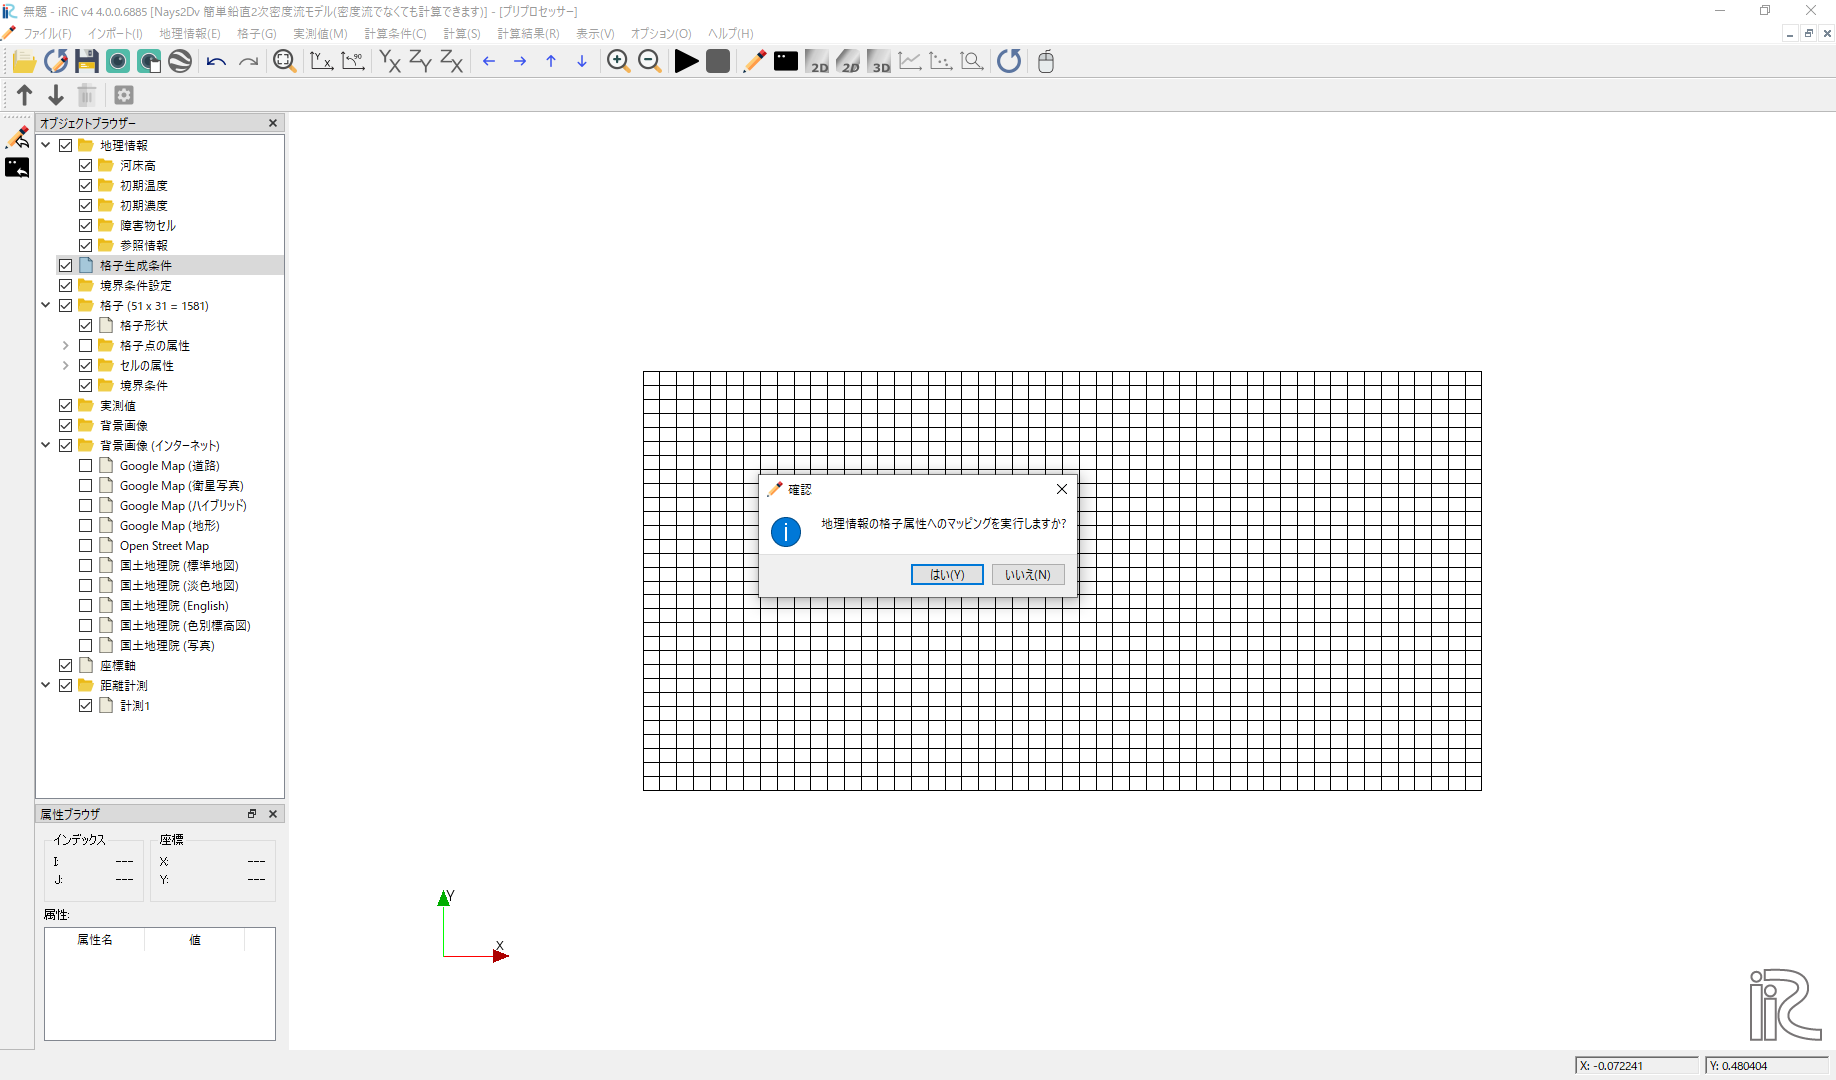 無題 - iRIC v4 4.0.0.6885 [Nays2Dv 簡単鉛直2次密度流モデル(密度流でなくても計算できます)] - [プリプロセッサー]
ファイル(F) インポート(I) 地理情報(E) 格子(G) 実測値(M) 計算条件(C) 計算(S) 計算結果(R) 表示(V) オプション(O) ヘルプ(H)
オブジェクトブラウザー
地理情報
河床高
初期温度
初期濃度
障害物セル
参照情報
格子生成条件
境界条件設定
格子 (51 x 31 = 1581)
格子形状
格子点の属性
セルの属性
境界条件
実測値
背景画像
背景画像 (インターネット)
Google Map (道路)
Google Map (衛星写真)
Google Map (ハイブリッド)
Google Map (地形)
Open Street Map
国土地理院 (標準地図)
国土地理院 (淡色地図)
国土地理院 (English)
国土地理院 (色別標高図)
国土地理院 (写真)
座標軸
距離計測
計測1
確認
地理情報の格子属性へのマッピングを実行しますか?
はい(Y) いいえ(N)
属性ブラウザ
インデックス 座標
I: --- X: ---
J: --- Y: ---
属性:
属性名 値
Y
X
iRIC
X: -0.072241 Y: 0.480404